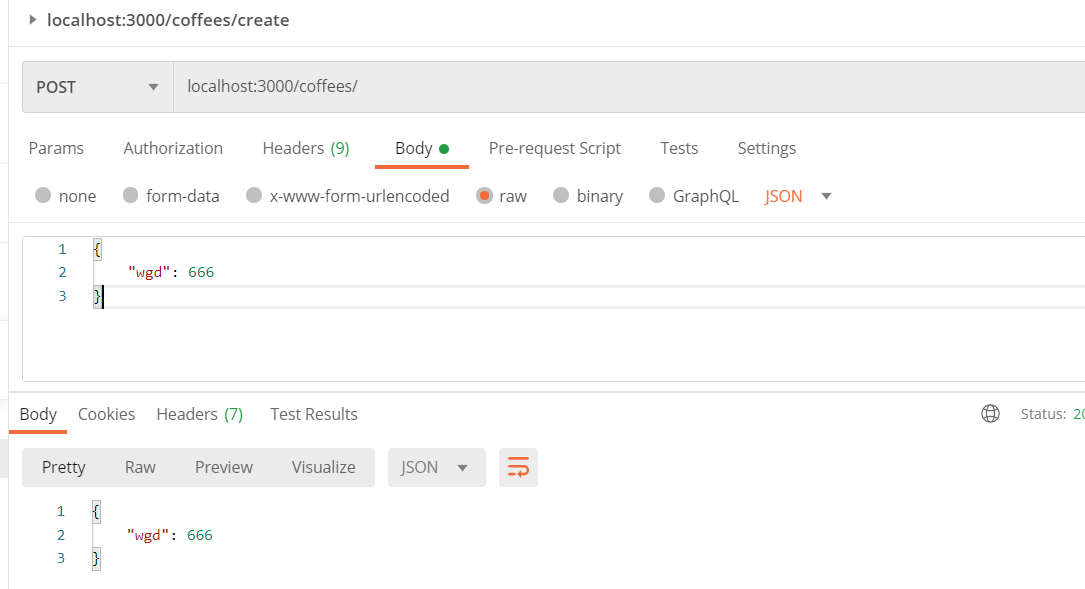 localhost:3000/coffees/create
POST localhost:3000/coffees/
Params Authorization Headers (9) Body Pre-request Script Tests Settings
none form-data x-www-form-urlencoded raw binary GraphQL JSON
1 {
2 "wgd": 666
3 }
Body Cookies Headers (7) Test Results Status: 20
Pretty Raw Preview Visualize JSON
1 {
2 "wgd": 666
3 }